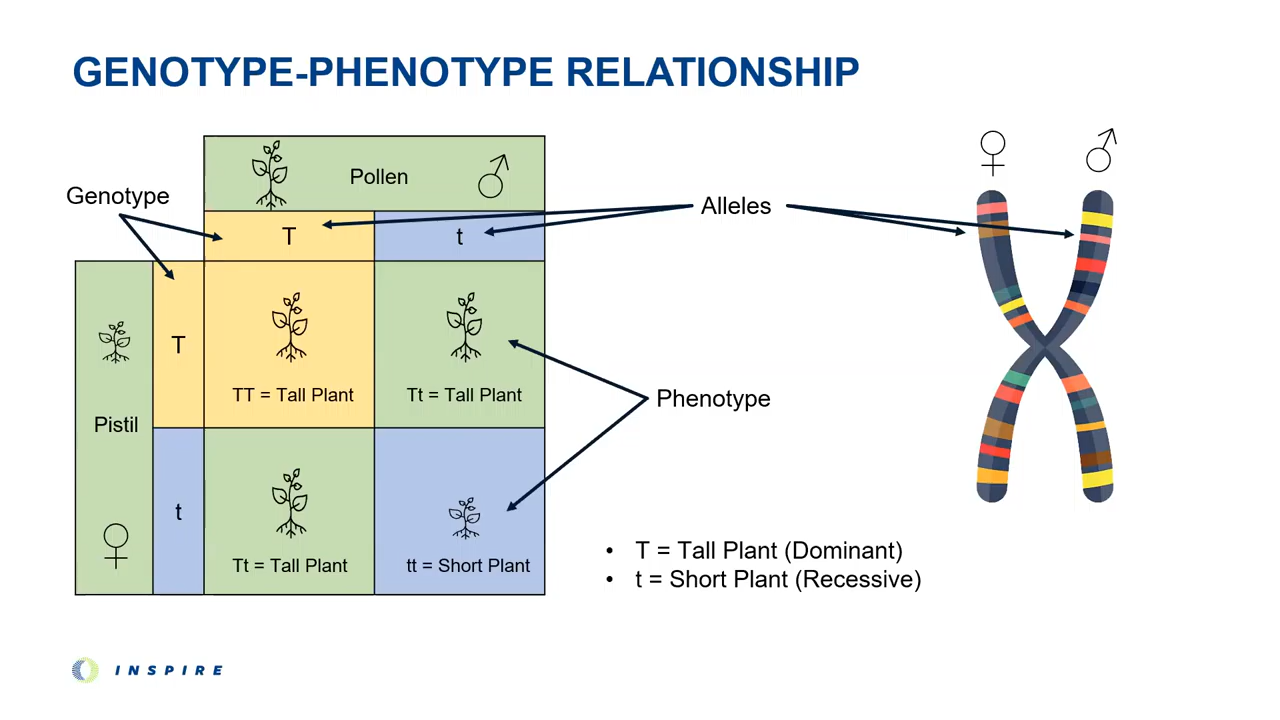 GENOTYPE-PHENOTYPE RELATIONSHIP
Pollen
Genotype
Alleles
T
t
T
TT = Tall Plant
Tt = Tall Plant
Phenotype
Pistil
t
Tt = Tall Plant
tt = Short Plant
• T = Tall Plant (Dominant)
• t = Short Plant (Recessive)
INSPIRE